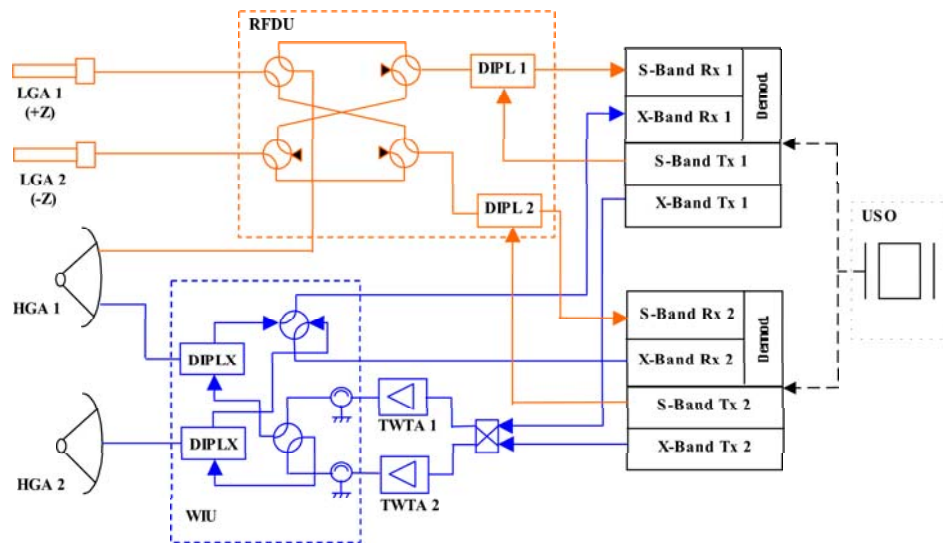 RFDU
LGA 1
(+Z)
DIPL 1
S-Band Rx 1
X-Band Rx 1
Demod.
S-Band Tx 1
X-Band Tx 1
LGA 2
(-Z)
DIPL 2
USO
HGA 1
DIPLX
S-Band Rx 2
X-Band Rx 2
Demod.
S-Band Tx 2
X-Band Tx 2
TWTA 1
HGA 2
DIPLX
TWTA 2
WIU